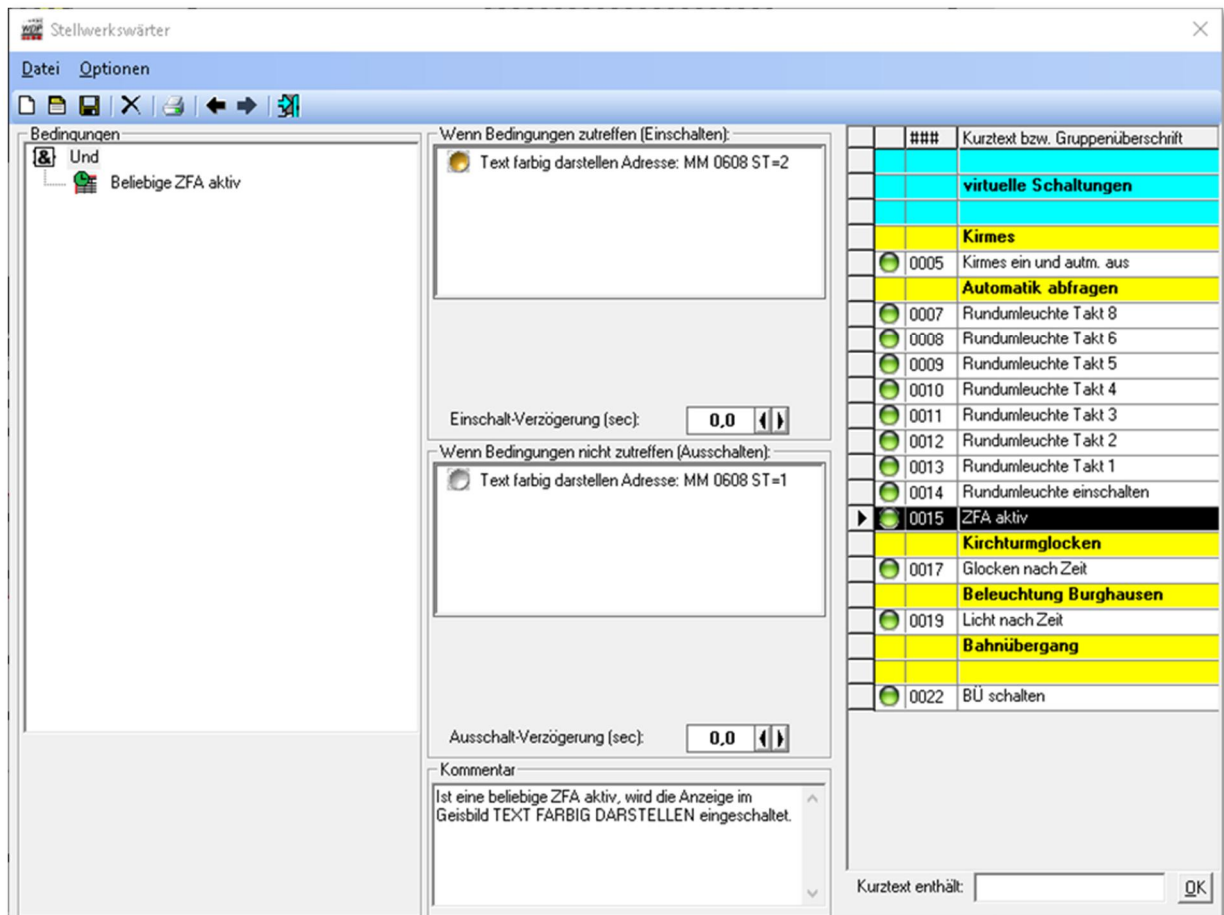 WDP
Stellwerkswärter
Datei Optionen
Bedingungen
& Und
Beliebige ZFA aktiv
Wenn Bedingungen zutreffen (Einschalten):
Text farbig darstellen Adresse: MM 0608 ST=2
Einschalt-Verzögerung (sec): 0,0
Wenn Bedingungen nicht zutreffen (Ausschalten):
Text farbig darstellen Adresse: MM 0608 ST=1
Ausschalt-Verzögerung (sec): 0,0
Kommentar
Ist eine beliebige ZFA aktiv, wird die Anzeige im
Geisbild TEXT FARBIG DARSTELLEN eingeschaltet.
### Kurztext bzw. Gruppenüberschrift
virtuelle Schaltungen
Kirmes
0005 Kirmes ein und autm. aus
Automatik abfragen
0007 Rundumleuchte Takt 8
0008 Rundumleuchte Takt 6
0009 Rundumleuchte Takt 5
0010 Rundumleuchte Takt 4
0011 Rundumleuchte Takt 3
0012 Rundumleuchte Takt 2
0013 Rundumleuchte Takt 1
0014 Rundumleuchte einschalten
0015 ZFA aktiv
Kirchturmglocken
0017 Glocken nach Zeit
Beleuchtung Burghausen
0019 Licht nach Zeit
Bahnübergang
0022 BÜ schalten
Kurztext enthält: OK